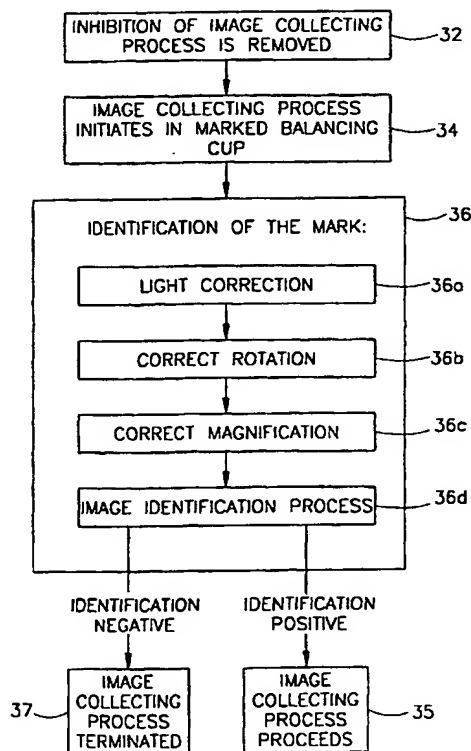 INHIBITION OF IMAGE COLLECTING
PROCESS IS REMOVED
32
IMAGE COLLECTING PROCESS
INITIATES IN MARKED BALANCING
CUP
34
36
IDENTIFICATION OF THE MARK:
LIGHT CORRECTION
36a
CORRECT ROTATION
36b
CORRECT MAGNIFICATION
36c
IMAGE IDENTIFICATION PROCESS
36d
IDENTIFICATION
NEGATIVE
IDENTIFICATION
POSITIVE
37
IMAGE
COLLECTING
PROCESS
TERMINATED
IMAGE
COLLECTING
PROCESS
PROCEEDS
35